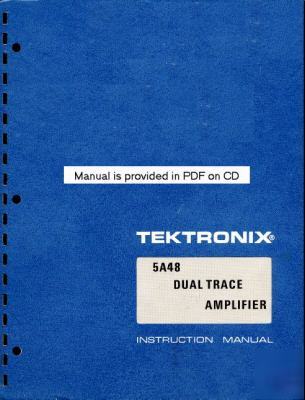 Manual is provided in PDF on CD
TEKTRONIX®
5A48
DUAL TRACE
AMPLIFIER
INSTRUCTION MANUAL